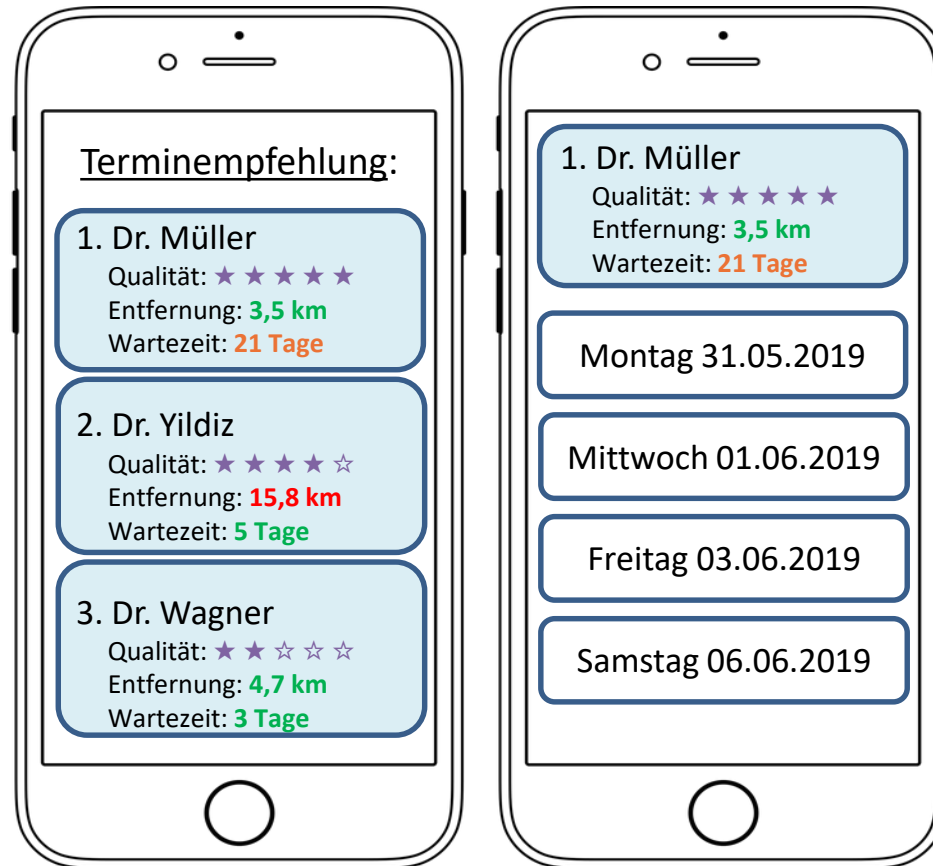 Terminempfehlung:
1. Dr. Müller
Qualität: ★ ★ ★ ★ ★
Entfernung: 3,5 km
Wartezeit: 21 Tage
2. Dr. Yildiz
Qualität: ★ ★ ★ ★ ☆
Entfernung: 15,8 km
Wartezeit: 5 Tage
3. Dr. Wagner
Qualität: ★ ★ ☆ ☆ ☆
Entfernung: 4,7 km
Wartezeit: 3 Tage
1. Dr. Müller
Qualität: ★ ★ ★ ★ ★
Entfernung: 3,5 km
Wartezeit: 21 Tage
Montag 31.05.2019
Mittwoch 01.06.2019
Freitag 03.06.2019
Samstag 06.06.2019